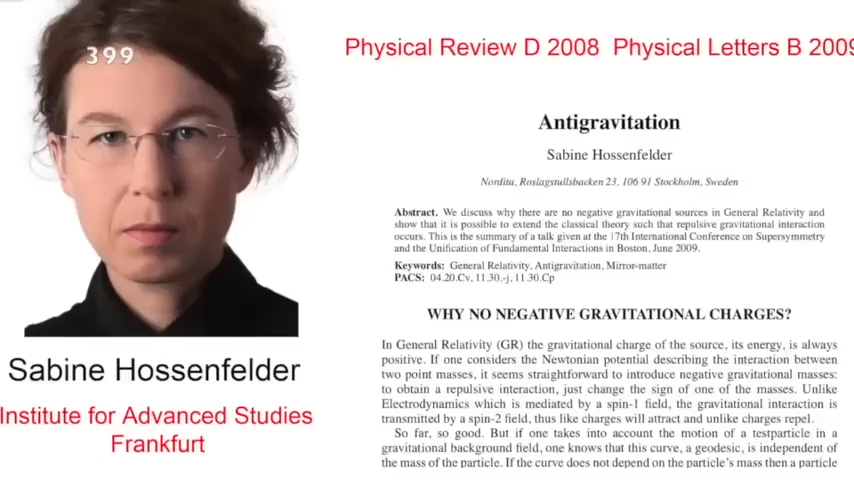 399
Physical Review D 2008 Physical Letters B 2009
Antigravitation
Sabine Hossenfelder
Nordita, Roslagstullsbacken 23, 106 91 Stockholm, Sweden
Abstract. We discuss why there are no negative gravitational sources in General Relativity and
show that it is possible to extend the classical theory such that repulsive gravitational interaction
occurs. This is the summary of a talk given at the 17th International Conference on Supersymmetry
and the Unification of Fundamental Interactions in Boston, June 2009.
Keywords: General Relativity, Antigravitation, Mirror-matter
PACS: 04.20.Cv, 11.30.-j, 11.30.Cp
WHY NO NEGATIVE GRAVITATIONAL CHARGES?
In General Relativity (GR) the gravitational charge of the source, its energy, is always
positive. If one considers the Newtonian potential describing the interaction between
two point masses, it seems straightforward to introduce negative gravitational masses:
to obtain a repulsive interaction, just change the sign of one of the masses. Unlike
Electrodynamics which is mediated by a spin-1 field, the gravitational interaction is
transmitted by a spin-2 field, thus like charges will attract and unlike charges repel.
So far, so good. But if one takes into account the motion of a testparticle in a
gravitational background field, one knows that this curve, a geodesic, is independent of
the mass of the particle. If the curve does not depend on the particle's mass then a particle
Sabine Hossenfelder
Institute for Advanced Studies
Frankfurt